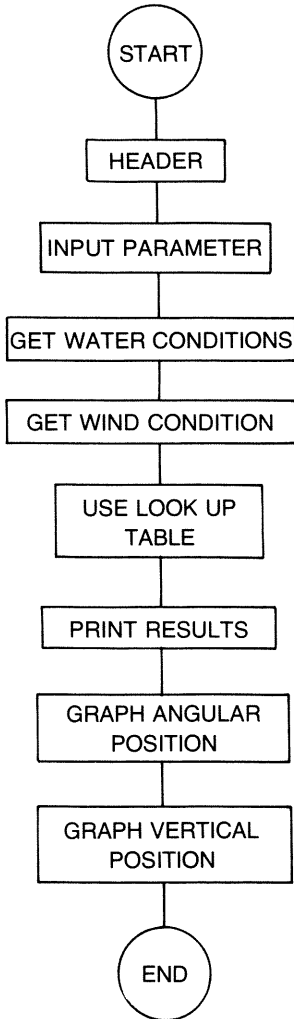 START
HEADER
INPUT PARAMETER
GET WATER CONDITIONS
GET WIND CONDITION
USE LOOK UP
TABLE
PRINT RESULTS
GRAPH ANGULAR
POSITION
GRAPH VERTICAL
POSITION
END